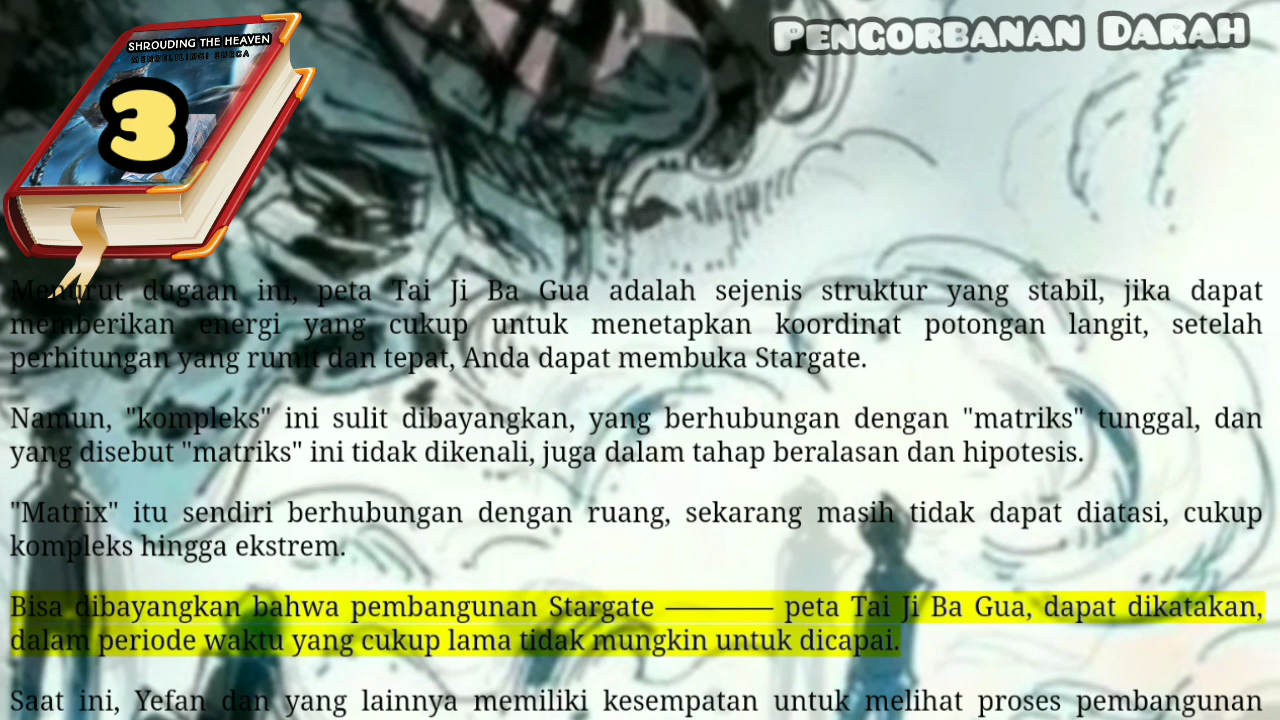 Pengorbanan Darah
SHROUDING THE HEAVEN
MENGELILINGI SURGA
3
Menurut dugaan ini, peta Tai Ji Ba Gua adalah sejenis struktur yang stabil, jika dapat
memberikan energi yang cukup untuk menetapkan koordinat potongan langit, setelah
perhitungan yang rumit dan tepat, Anda dapat membuka Stargate.
Namun, "kompleks" ini sulit dibayangkan, yang berhubungan dengan "matriks" tunggal, dan
yang disebut "matriks" ini tidak dikenali, juga dalam tahap beralasan dan hipotesis.
"Matrix" itu sendiri berhubungan dengan ruang, sekarang masih tidak dapat diatasi, cukup
kompleks hingga ekstrem.
Bisa dibayangkan bahwa pembangunan Stargate ———— peta Tai Ji Ba Gua, dapat dikatakan,
dalam periode waktu yang cukup lama tidak mungkin untuk dicapai.
Saat ini, Yefan dan yang lainnya memiliki kesempatan untuk melihat proses pembangunan